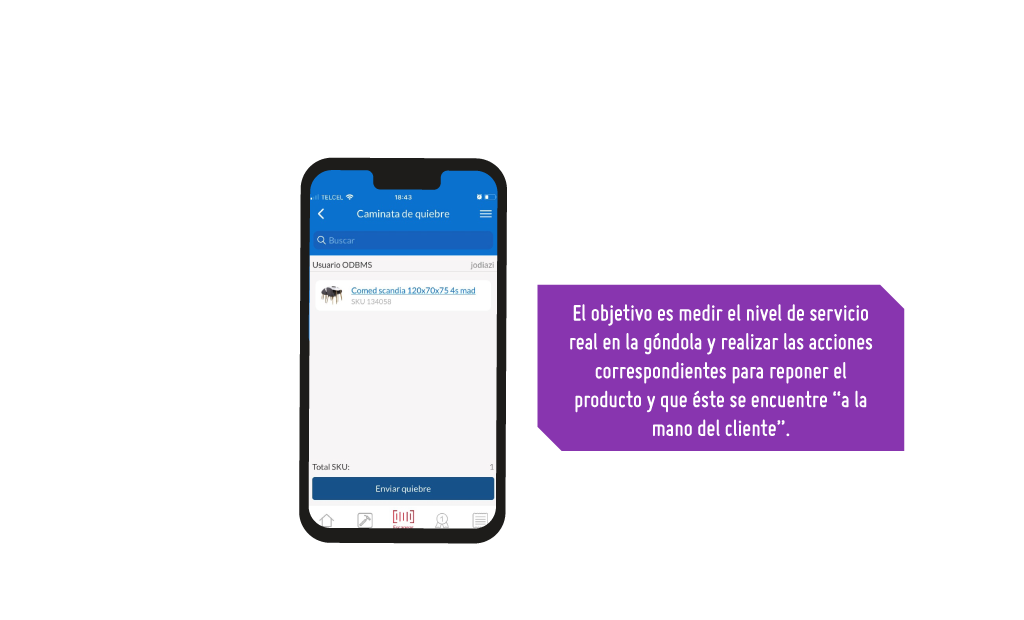 TELCEL 18:43
Caminata de quiebre
Buscar
Usuario ODBMS jodiazi
Comed scandia 120x70x75 4s mad
SKU 134058
Total SKU: 1
Enviar quiebre
El objetivo es medir el nivel de servicio
real en la góndola y realizar las acciones
correspondientes para reponer el
producto y que éste se encuentre “a la
mano del cliente”.